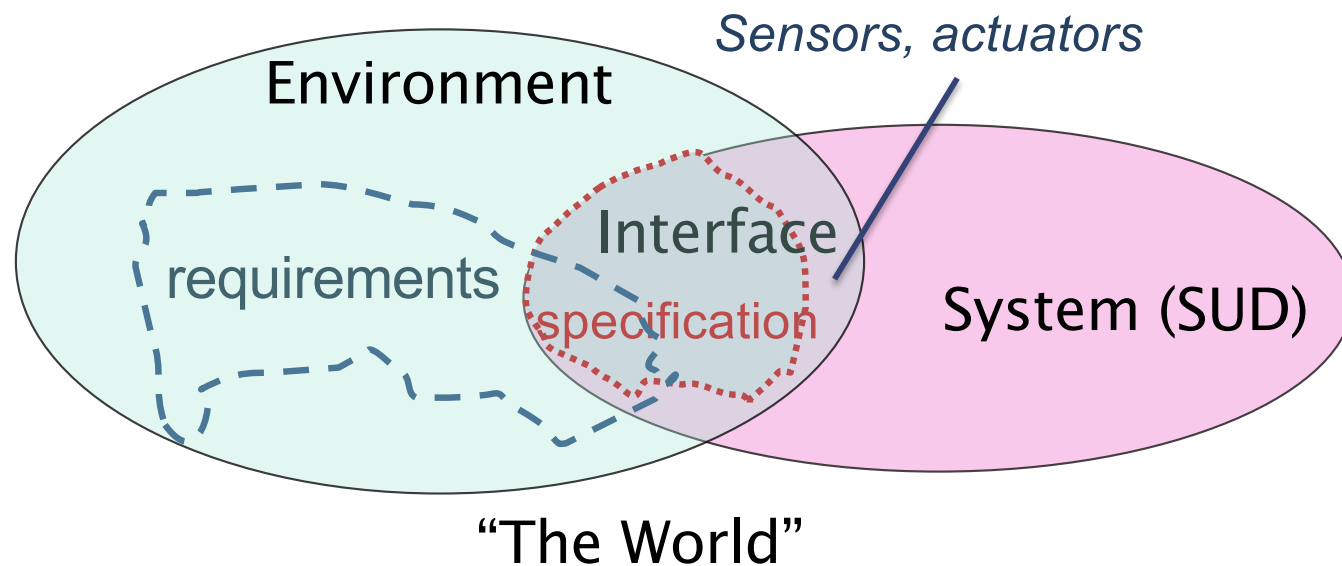 Sensors, actuators
Environment
Interface
requirements
specification
System (SUD)
“The World”